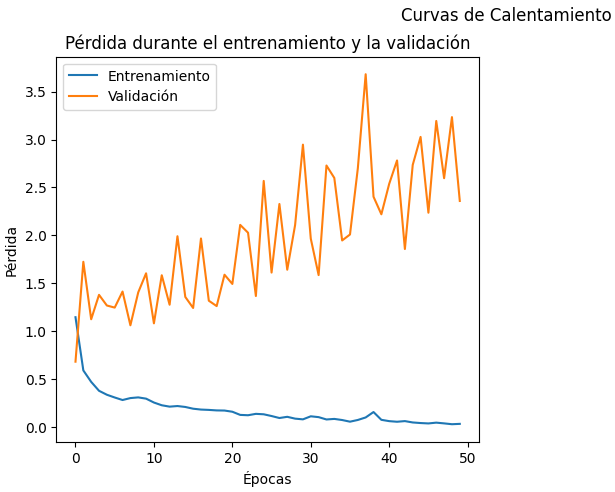 Curvas de Calentamiento
Pérdida durante el entrenamiento y la validación
Entrenamiento
Validación
3.5
3.0
2.5
2.0
1.5
1.0
0.5
0.0
Pérdida
0 10 20 30 40 50
Épocas